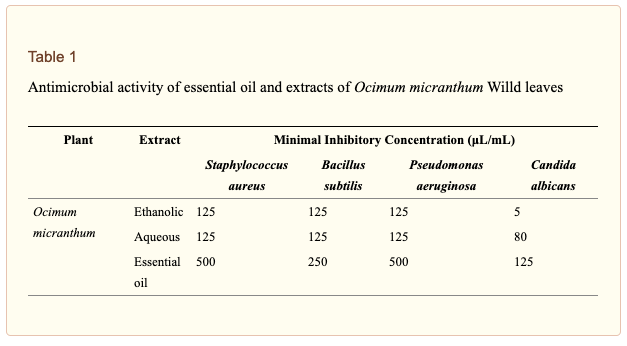 Table 1
Antimicrobial activity of essential oil and extracts of Ocimum micranthum Willd leaves
Plant Extract Minimal Inhibitory Concentration (µL/mL)
Staphylococcus Bacillus Pseudomonas Candida
aureus subtilis aeruginosa albicans
Ocimum Ethanolic 125 125 125 5
micranthum Aqueous 125 125 125 80
Essential 500 250 500 125
oil